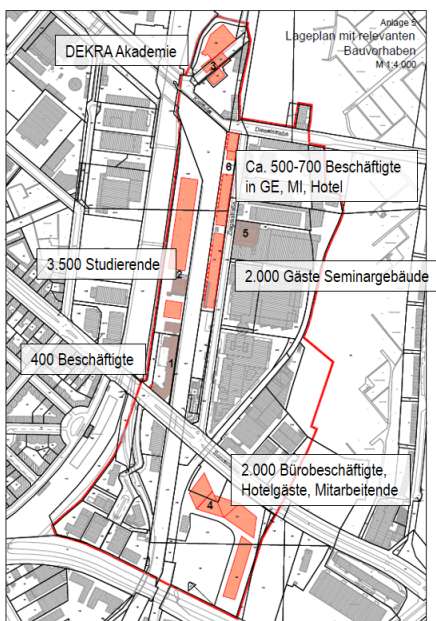 Anlage 5
Lageplan mit relevanten
Bauvorhaben
M 1:4 000
DEKRA Akademie
3
Dieselstraße
6
Ca. 500-700 Beschäftigte
in GE, MI, Hotel
5
3.500 Studierende
2
2.000 Gäste Seminargebäude
400 Beschäftigte
1
2.000 Bürobeschäftigte,
Hotelgäste, Mitarbeitende
4